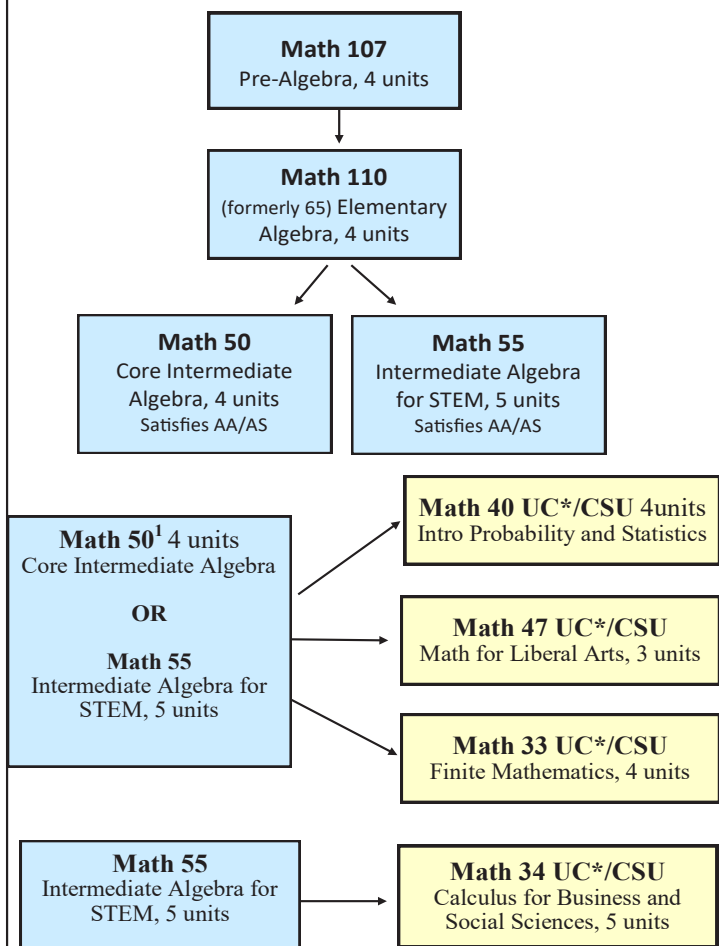 Math 107
Pre-Algebra, 4 units
Math 110
(formerly 65) Elementary
Algebra, 4 units
Math 50
Core Intermediate
Algebra, 4 units
Satisfies AA/AS
Math 55
Intermediate Algebra
for STEM, 5 units
Satisfies AA/AS
Math 50¹ 4 units
Core Intermediate Algebra
OR
Math 55
Intermediate Algebra for
STEM, 5 units
Math 40 UC*/CSU 4units
Intro Probability and Statistics
Math 47 UC*/CSU
Math for Liberal Arts, 3 units
Math 33 UC*/CSU
Finite Mathematics, 4 units
Math 55
Intermediate Algebra for
STEM, 5 units
Math 34 UC*/CSU
Calculus for Business and
Social Sciences, 5 units